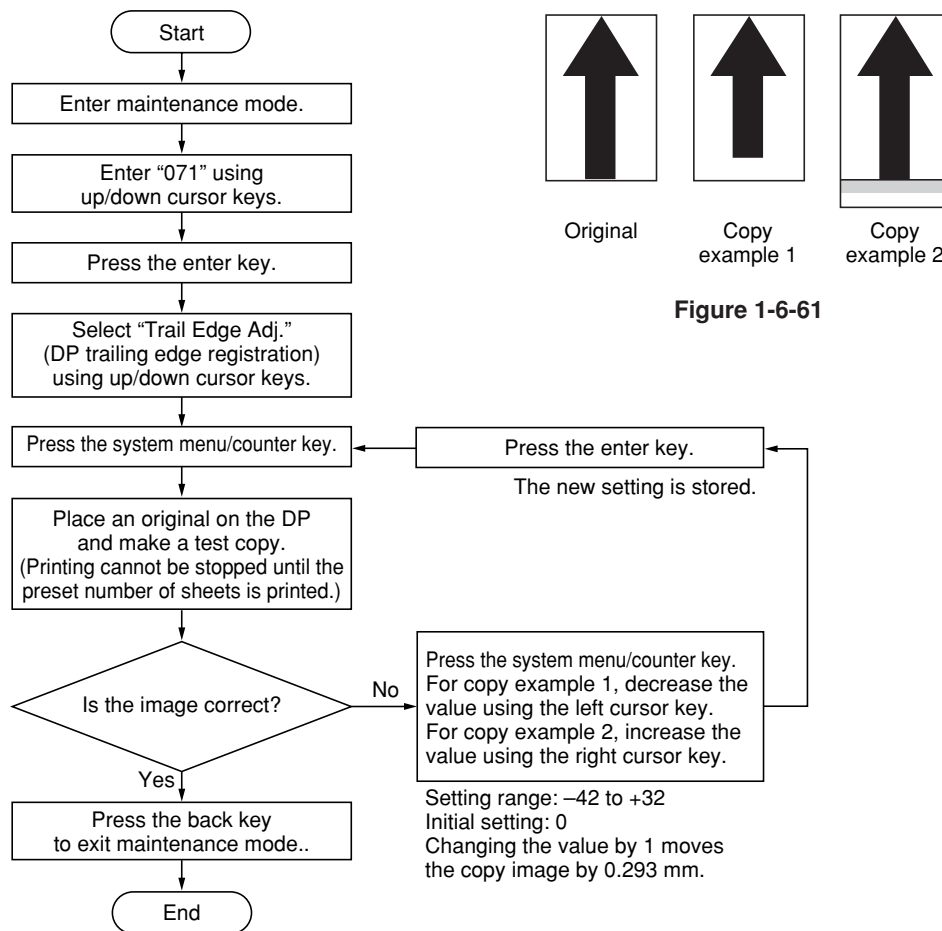 Start
Enter maintenance mode.
Enter “071” using
up/down cursor keys.
Press the enter key.
Select “Trail Edge Adj.”
(DP trailing edge registration)
using up/down cursor keys.
Press the system menu/counter key.
Press the enter key.
The new setting is stored.
Place an original on the DP
and make a test copy.
(Printing cannot be stopped until the
preset number of sheets is printed.)
Is the image correct?
No
Press the system menu/counter key.
For copy example 1, decrease the
value using the left cursor key.
For copy example 2, increase the
value using the right cursor key.
Setting range: –42 to +32
Initial setting: 0
Changing the value by 1 moves
the copy image by 0.293 mm.
Yes
Press the back key
to exit maintenance mode..
End
Original
Copy
example 1
Copy
example 2
Figure 1-6-61